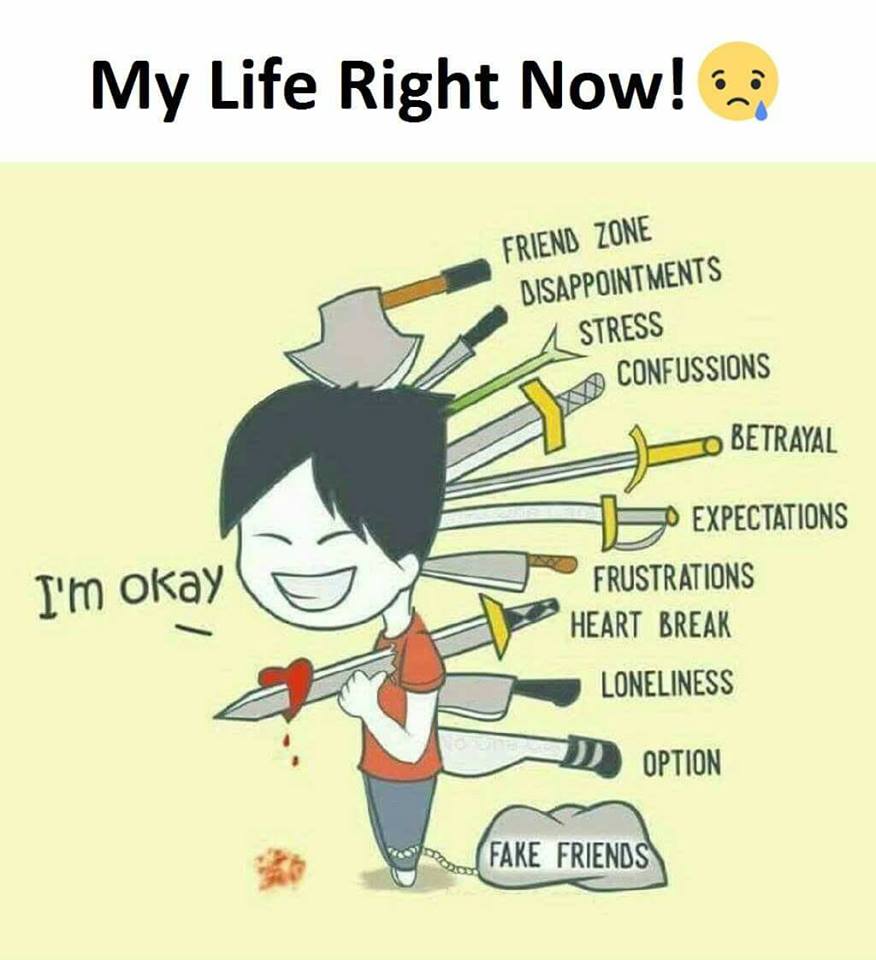 My Life Right Now!
FRIEND ZONE
DISAPPOINTMENTS
STRESS
CONFUSSIONS
BETRAYAL
EXPECTATIONS
FRUSTRATIONS
I'm okay
HEART BREAK
LONELINESS
OPTION
FAKE FRIENDS